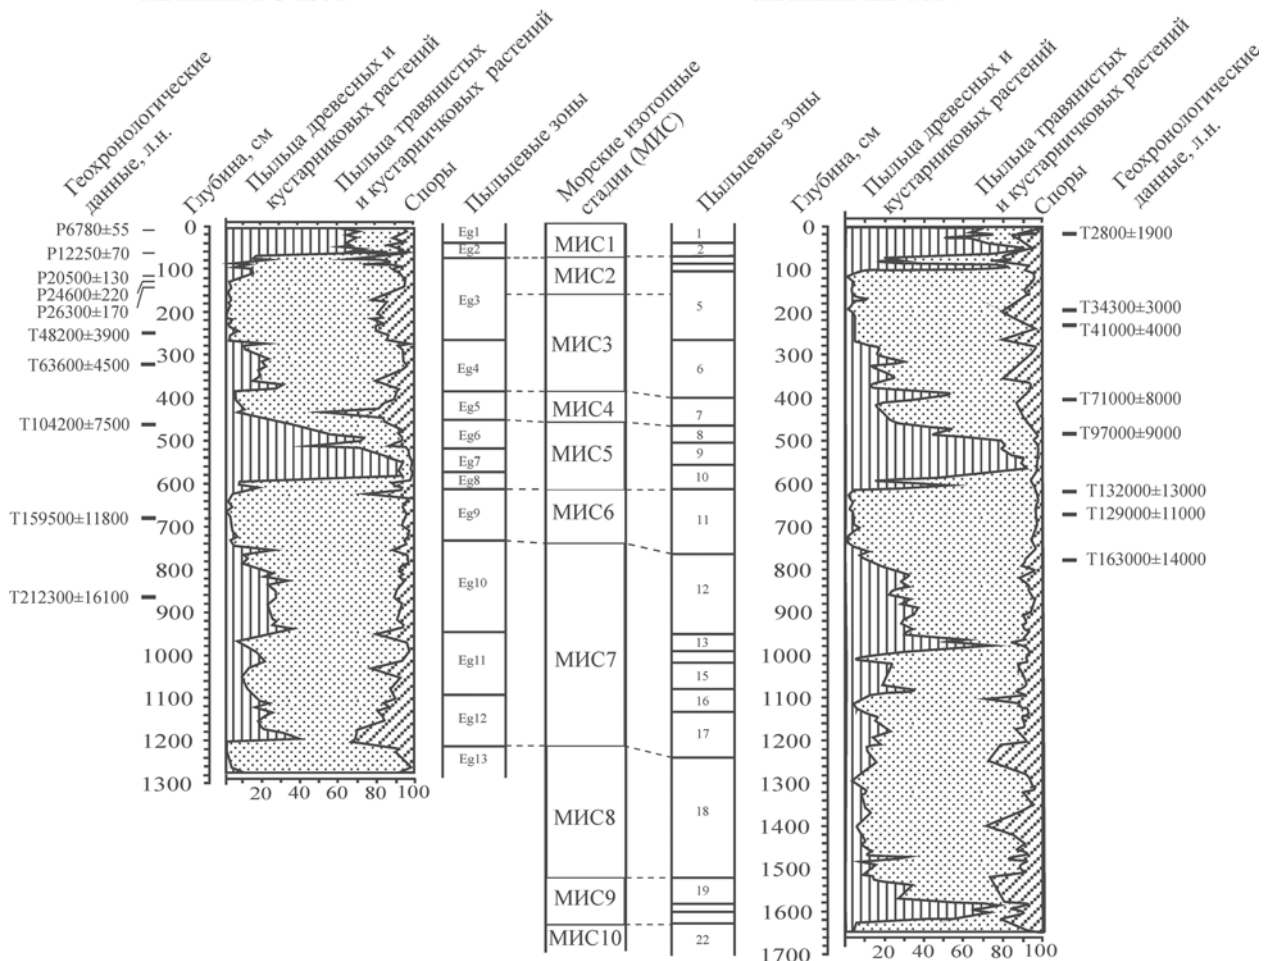 Геохронологические
данные, л.н.
Глубина, см
Пыльца древесных и
кустарниковых растений
Пыльца травянистых
и кустарничковых растений
Споры
Пыльцевые зоны
Морские изотопные
стадии (МИС)
Пыльцевые зоны
Глубина, см
Пыльца древесных и
кустарниковых растений
Пыльца травянистых
и кустарничковых растений
Споры
Геохронологические
данные, л.н.
P6780±55
P12250±70
P20500±130
P24600±220
P26300±170
T48200±3900
T63600±4500
T104200±7500
T159500±11800
T212300±16100
0
100
200
300
400
500
600
700
800
900
1000
1100
1200
1300
20 40 60 80 100
Eg1
Eg2
Eg3
Eg4
Eg5
Eg6
Eg7
Eg8
Eg9
Eg10
Eg11
Eg12
Eg13
МИС1
МИС2
МИС3
МИС4
МИС5
МИС6
МИС7
МИС8
МИС9
МИС10
1
2
5
6
7
8
9
10
11
12
13
15
16
17
18
19
22
0
100
200
300
400
500
600
700
800
900
1000
1100
1200
1300
1400
1500
1600
1700
20 40 60 80 100
T2800±1900
T34300±3000
T41000±4000
T71000±8000
T97000±9000
T132000±13000
T129000±11000
T163000±14000